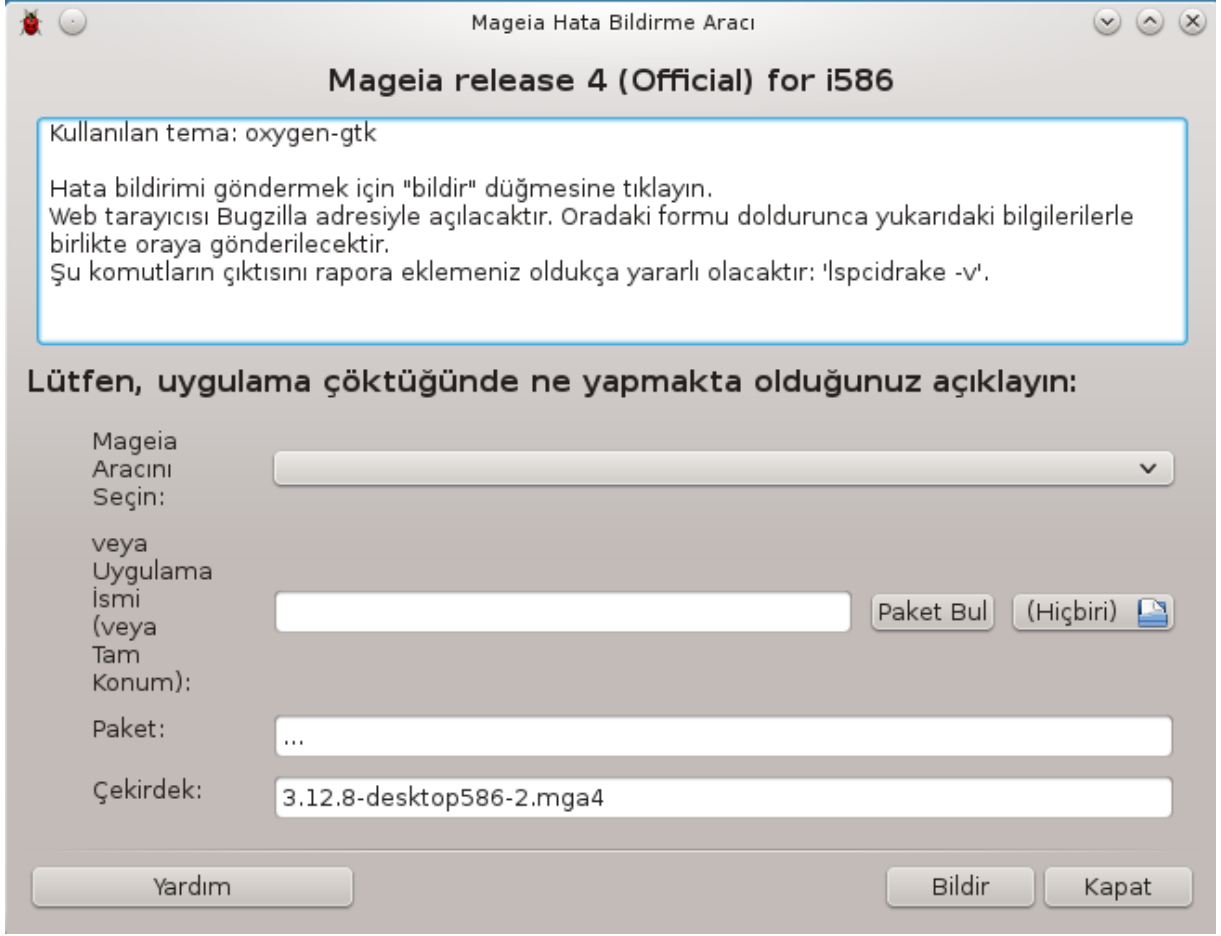 Mageia Hata Bildirme Aracı
Mageia release 4 (Official) for i586
Kullanılan tema: oxygen-gtk
Hata bildirimi göndermek için "bildir" düğmesine tıklayın.
Web tarayıcısı Bugzilla adresiyle açılacaktır. Oradaki formu doldurunca yukarıdaki bilgilerilerle
birlikte oraya gönderilecektir.
Şu komutların çıktısını rapora eklemeniz oldukça yararlı olacaktır: 'lspcidrake -v'.
Lütfen, uygulama çöktüğünde ne yapmakta olduğunuz açıklayın:
Mageia
Aracını
Seçin:
veya
Uygulama
İsmi
(veya
Tam
Konum):
Paket Bul
(Hiçbiri)
Paket:
...
Çekirdek:
3.12.8-desktop586-2.mga4
Yardım
Bildir
Kapat